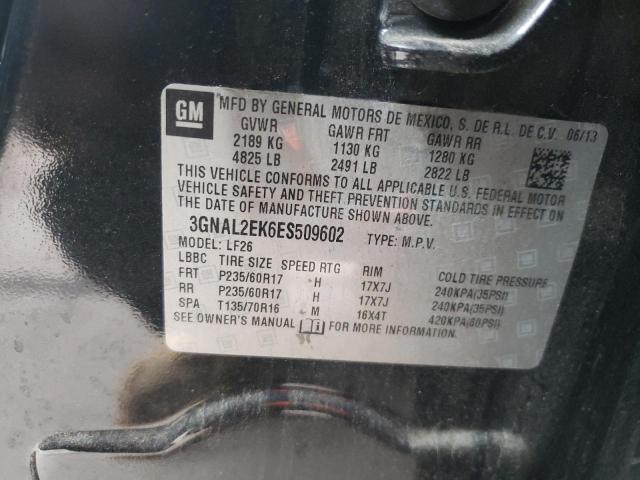 GM
MFD BY GENERAL MOTORS DE MEXICO, S. DE R.L. DE C.V. 06/13
GVWR GAWR FRT GAWR RR
2189 KG 1130 KG 1280 KG
4825 LB 2491 LB 2822 LB
THIS VEHICLE CONFORMS TO ALL APPLICABLE U.S. FEDERAL MOTOR
VEHICLE SAFETY AND THEFT PREVENTION STANDARDS IN EFFECT ON
THE DATE OF MANUFACTURE SHOWN ABOVE.
3GNAL2EK6ES509602 TYPE: M.P.V.
MODEL: LF26
LBBC TIRE SIZE SPEED RTG RIM COLD TIRE PRESSURE
FRT P235/60R17 H 17X7J 240KPA(35PSI)
RR P235/60R17 H 17X7J 240KPA(35PSI)
SPA T135/70R16 M 16X4T 420KPA(60PSI)
SEE OWNER'S MANUAL FOR MORE INFORMATION.